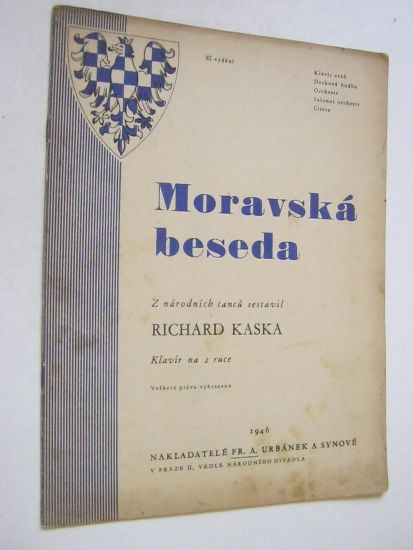 XI. vydání
Klavír
Dechová hudba
Orchestr
Salonní orchestr
Citera
Moravská
beseda
Z národních tanců sestavil
RICHARD KASKA
Klavír na 2 ruce
Veškerá práva vyhrazena
1946
NAKLADATELÉ FR. A. URBÁNEK A SYNOVÉ
V PRAZE II, VEDLE NÁRODNÍHO DIVADLA